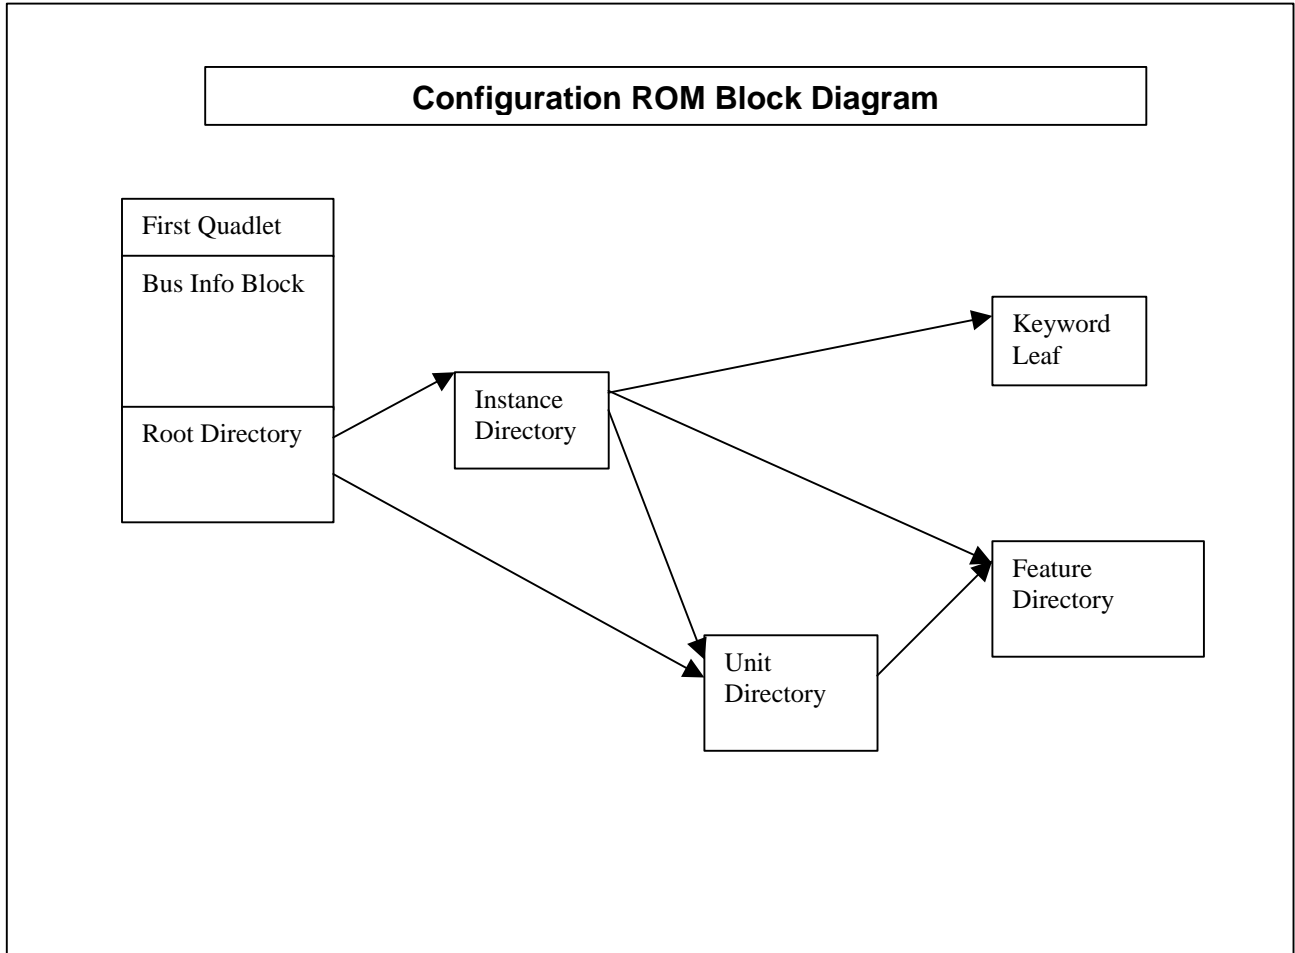 Configuration ROM Block Diagram
First Quadlet
Bus Info Block
Root Directory
Instance
Directory
Keyword
Leaf
Feature
Directory
Unit
Directory